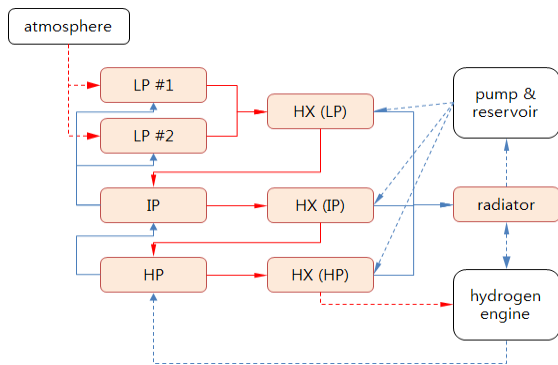 atmosphere
LP #1
LP #2
HX (LP)
pump &
reservoir
IP
HX (IP)
radiator
HP
HX (HP)
hydrogen
engine